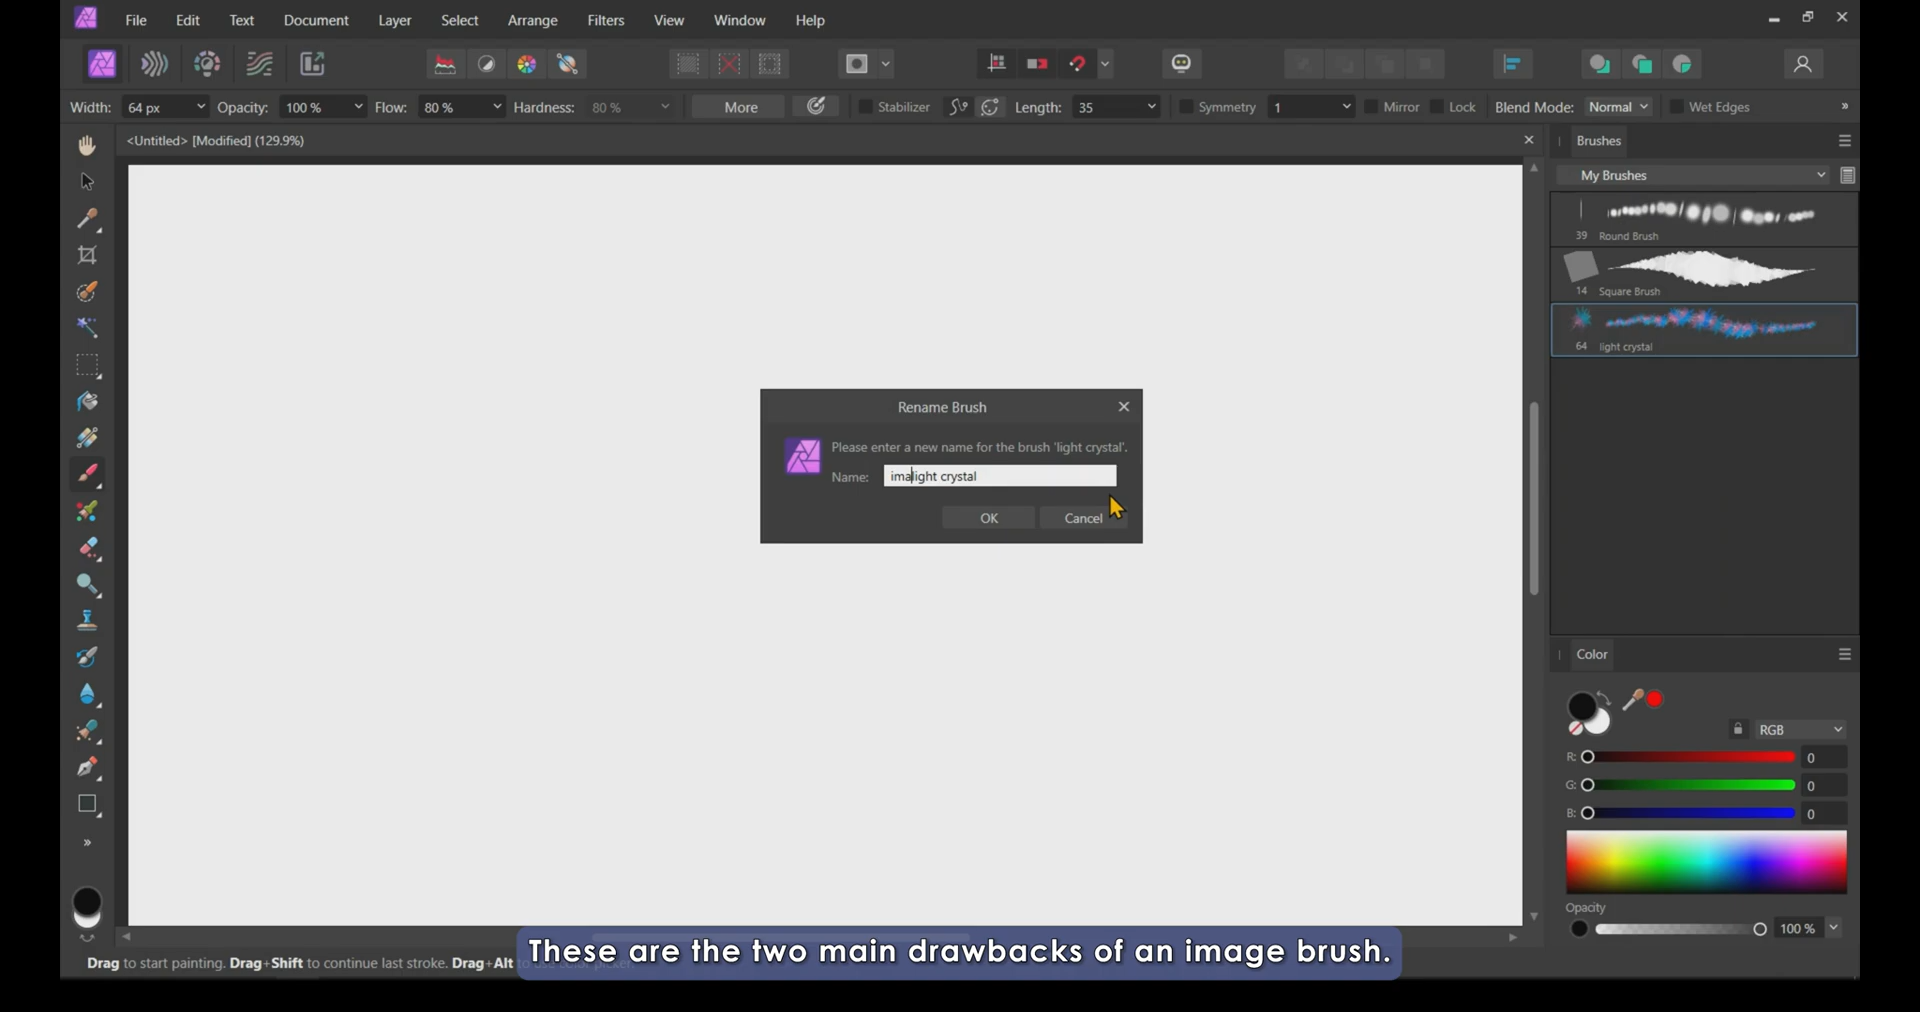 File Edit Text Document Layer Select Arrange Filters View Window Help
Width: 64 px Opacity: 100 % Flow: 80 % Hardness: 80 % More Stabilizer Length: 35 Symmetry 1 Mirror Lock Blend Mode: Normal Wet Edges »
<Untitled> [Modified] (129.9%)
Brushes
My Brushes
39 Round Brush
14 Square Brush
64 light crystal
Rename Brush
Please enter a new name for the brush 'light crystal'.
Name: imalight crystal
OK Cancel
Color
RGB
R: 0
G: 0
B: 0
»
Opacity
100 %
Drag to start painting. Drag+Shift to continue last stroke. Drag+Alt
These are the two main drawbacks of an image brush.